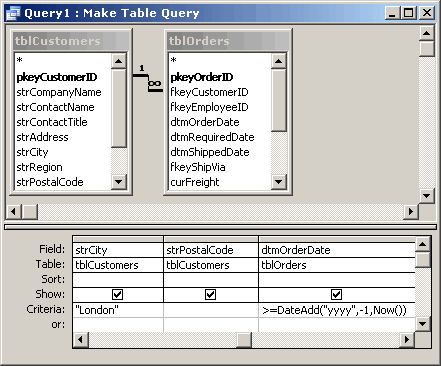 Query1 : Make Table Query
tblCustomers
*
pkeyCustomerID
strCompanyName
strContactName
strContactTitle
strAddress
strCity
strRegion
strPostalCode
1
∞
tblOrders
*
pkeyOrderID
fkeyCustomerID
fkeyEmployeeID
dtmOrderDate
dtmRequiredDate
dtmShippedDate
fkeyShipVia
curFreight
Field: strCity strPostalCode dtmOrderDate
Table: tblCustomers tblCustomers tblOrders
Sort:
Show:
Criteria: "London" >=DateAdd("yyyy",-1,Now())
or: